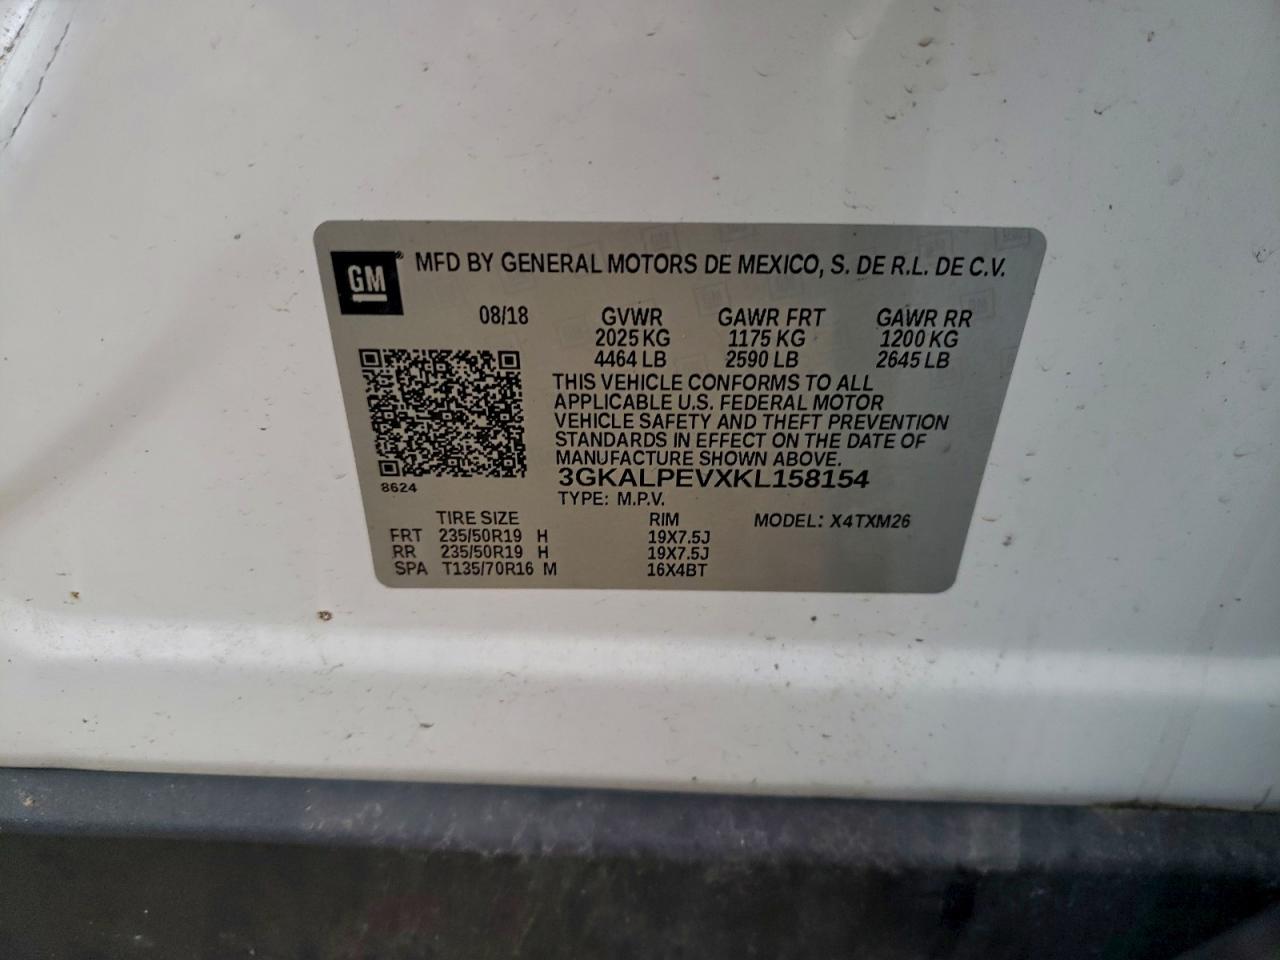 GM MFD BY GENERAL MOTORS DE MEXICO, S. DE R.L. DE C.V.
08/18 GVWR GAWR FRT GAWR RR
2025 KG 1175 KG 1200 KG
4464 LB 2590 LB 2645 LB
THIS VEHICLE CONFORMS TO ALL
APPLICABLE U.S. FEDERAL MOTOR
VEHICLE SAFETY AND THEFT PREVENTION
STANDARDS IN EFFECT ON THE DATE OF
MANUFACTURE SHOWN ABOVE.
3GKALPEVXKL158154
8624
TYPE: M.P.V.
TIRE SIZE RIM MODEL: X4TXM26
FRT 235/50R19 H 19X7.5J
RR 235/50R19 H 19X7.5J
SPA T135/70R16 M 16X4BT